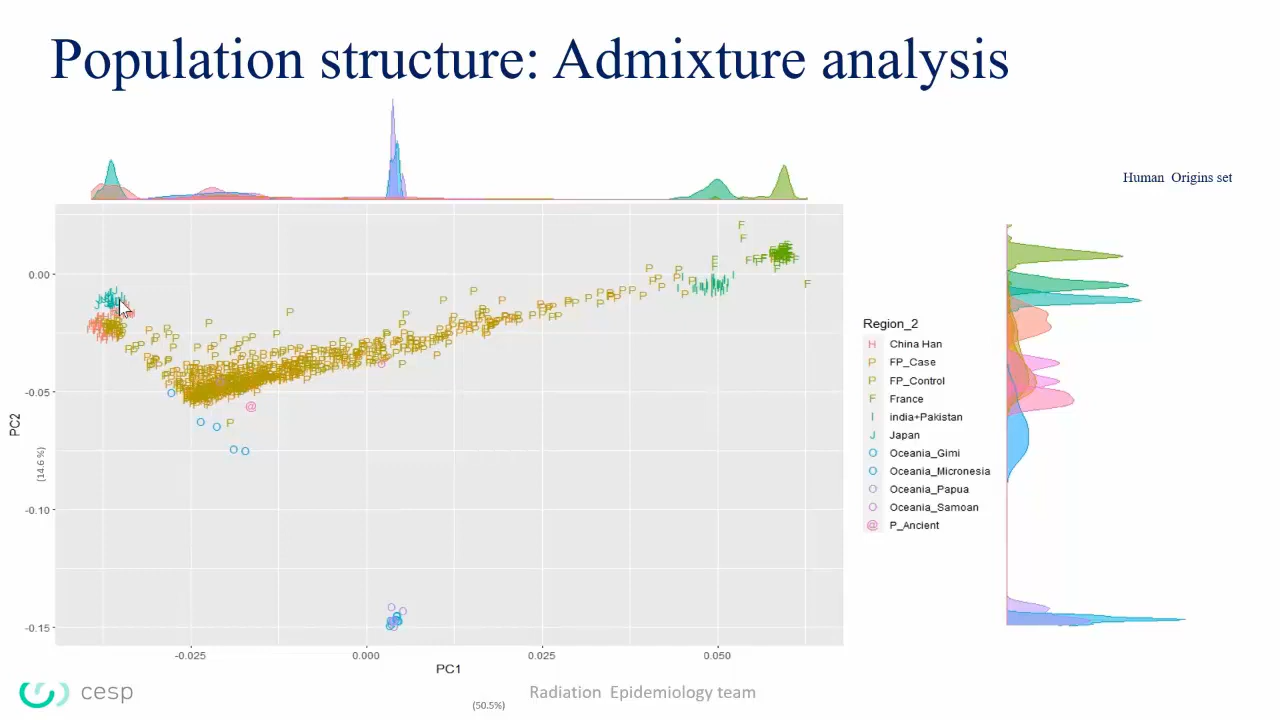 Population structure: Admixture analysis
Human Origins set
Region_2
H China Han
P FP_Case
P FP_Control
F France
I india+Pakistan
J Japan
O Oceania_Gimi
O Oceania_Micronesia
O Oceania_Papua
O Oceania_Samoan
@ P_Ancient
0.00
-0.05
-0.10
-0.15
PC2
(14.6 %)
-0.025
0.000
0.025
0.050
PC1
(50.5%)
cesp
Radiation Epidemiology team